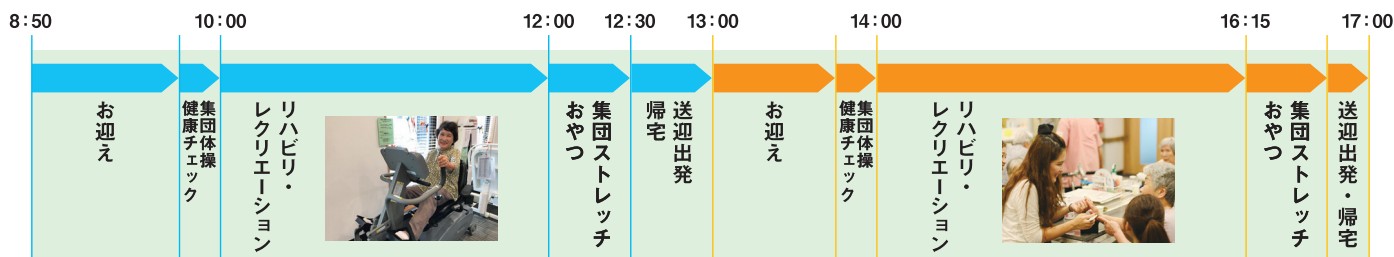 8:50
10:00
12:00
12:30
13:00
14:00
16:15
17:00
お迎え
集団体操
健康チェック
リハビリ・
レクリエーション
集団ストレッチ
おやつ
送迎出発
帰宅
お迎え
集団体操
健康チェック
リハビリ・
レクリエーション
集団ストレッチ
おやつ
送迎出発・帰宅